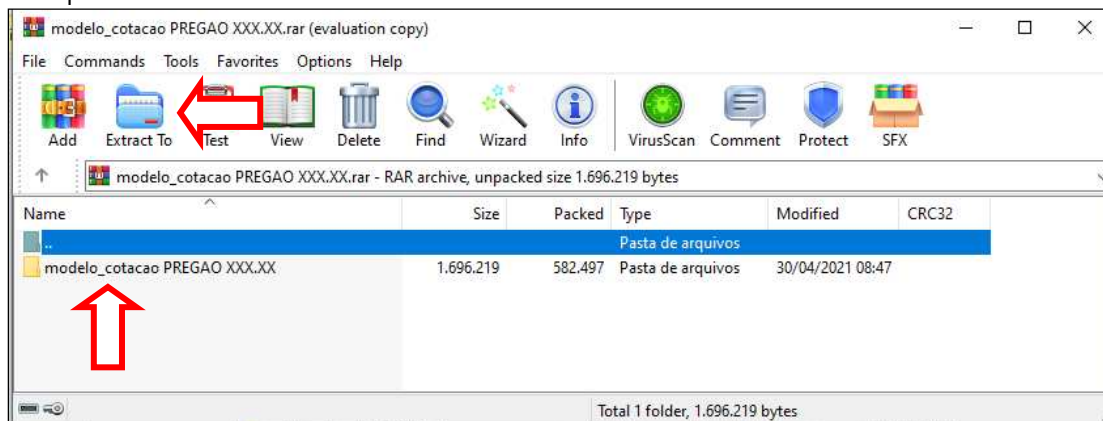 modelo_cotacao PREGAO XXX.XX.rar (evaluation copy)
File Commands Tools Favorites Options Help
Add Extract To Test View Delete Find Wizard Info VirusScan Comment Protect SFX
modelo_cotacao PREGAO XXX.XX.rar - RAR archive, unpacked size 1.696.219 bytes
Name Size Packed Type Modified CRC32
.. Pasta de arquivos
modelo_cotacao PREGAO XXX.XX 1.696.219 582.497 Pasta de arquivos 30/04/2021 08:47
Total 1 folder, 1.696.219 bytes